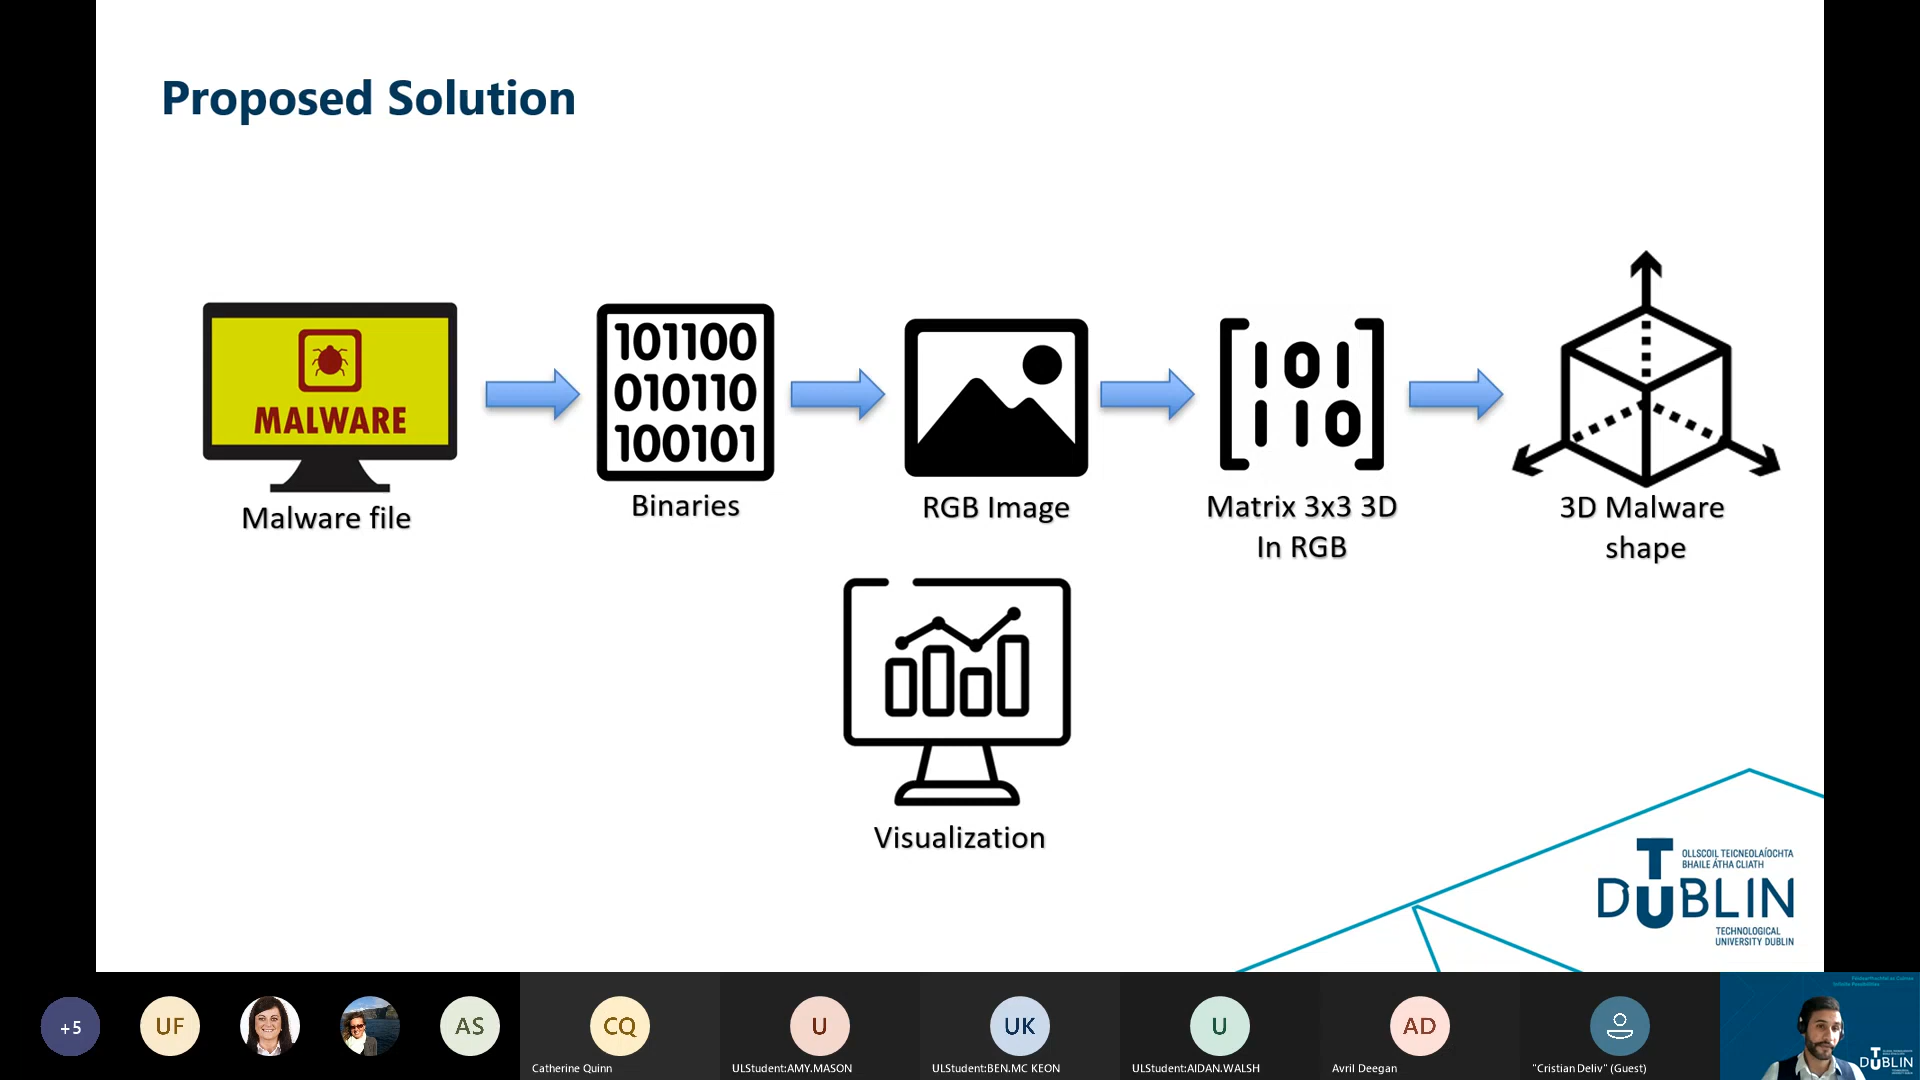 Proposed Solution
MALWARE
Malware file
101100
010110
100101
Binaries
RGB Image
101
110
Matrix 3x3 3D
In RGB
3D Malware
shape
Visualization
OLLSCOIL TEICNEOLAÍOCHTA
BHAILE ÁTHA CLIATH
T
DUBLIN
TECHNOLOGICAL
UNIVERSITY DUBLIN
+5
UF
AS
CQ
Catherine Quinn
U
ULStudent:AMY.MASON
UK
ULStudent:BEN.MC KEON
U
ULStudent:AIDAN.WALSH
AD
Avril Deegan
"Cristian Deliv" (Guest)
T
DUBLIN